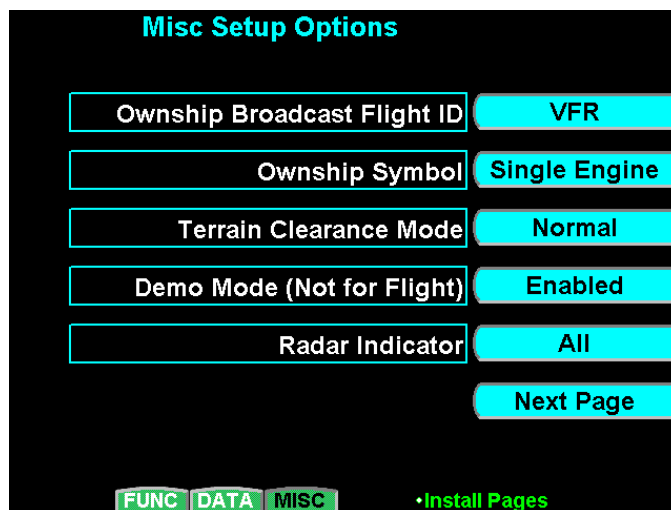 Misc Setup Options
Ownship Broadcast Flight ID VFR
Ownship Symbol Single Engine
Terrain Clearance Mode Normal
Demo Mode (Not for Flight) Enabled
Radar Indicator All
Next Page
FUNC DATA MISC •Install Pages